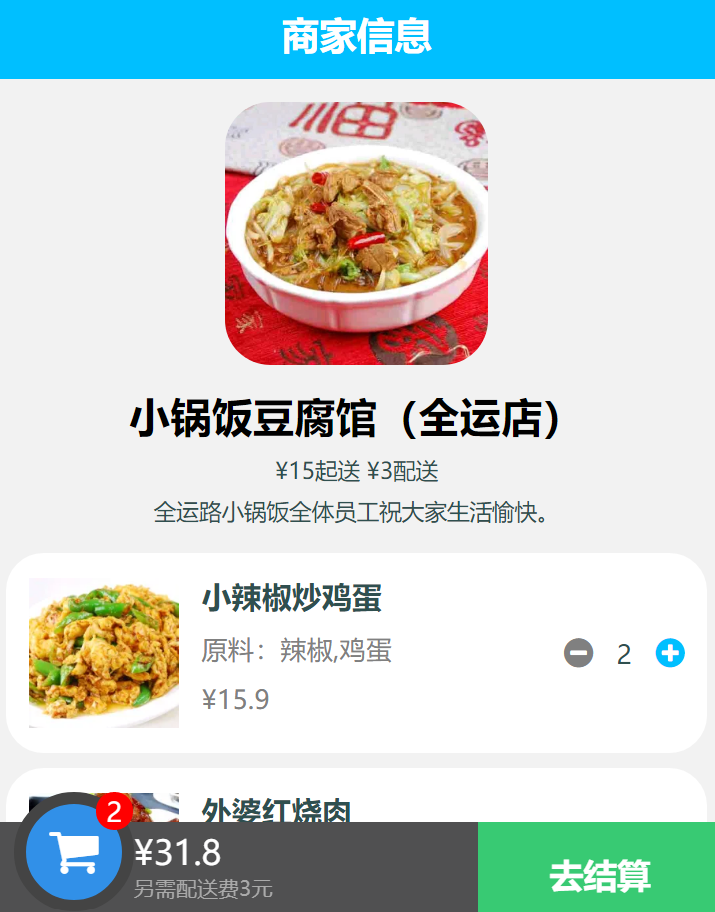 商家信息
福
小锅饭豆腐馆（全运店）
¥15起送 ¥3配送
全运路小锅饭全体员工祝大家生活愉快。
小辣椒炒鸡蛋
原料：辣椒,鸡蛋
2
¥15.9
外婆红烧肉
2
¥31.8
另需配送费3元
去结算